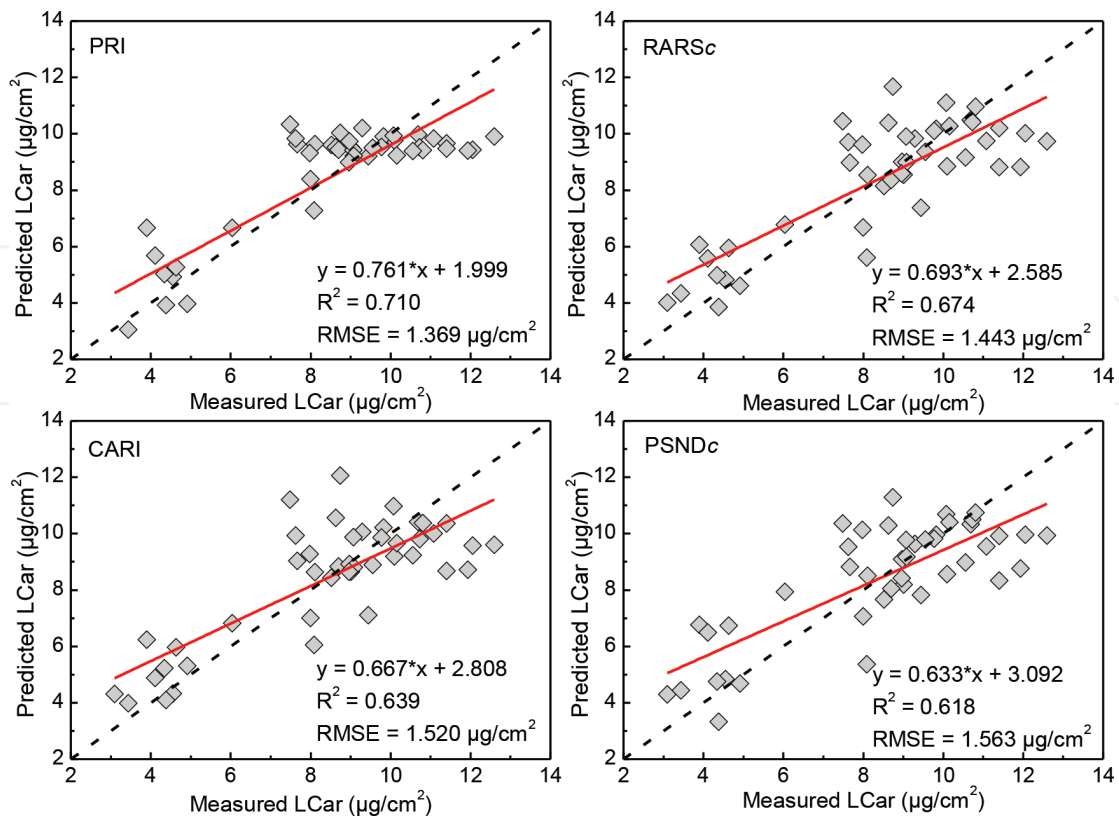 PRI
y = 0.761*x + 1.999
R² = 0.710
RMSE = 1.369 µg/cm²
Predicted LCar (µg/cm²)
14
12
10
8
6
4
2
2 4 6 8 10 12 14
Measured LCar (µg/cm²)
RARSc
y = 0.693*x + 2.585
R² = 0.674
RMSE = 1.443 µg/cm²
Predicted LCar (µg/cm²)
14
12
10
8
6
4
2
2 4 6 8 10 12 14
Measured LCar (µg/cm²)
CARI
y = 0.667*x + 2.808
R² = 0.639
RMSE = 1.520 µg/cm²
Predicted LCar (µg/cm²)
14
12
10
8
6
4
2
2 4 6 8 10 12 14
Measured LCar (µg/cm²)
PSNDc
y = 0.633*x + 3.092
R² = 0.618
RMSE = 1.563 µg/cm²
Predicted LCar (µg/cm²)
14
12
10
8
6
4
2
2 4 6 8 10 12 14
Measured LCar (µg/cm²)